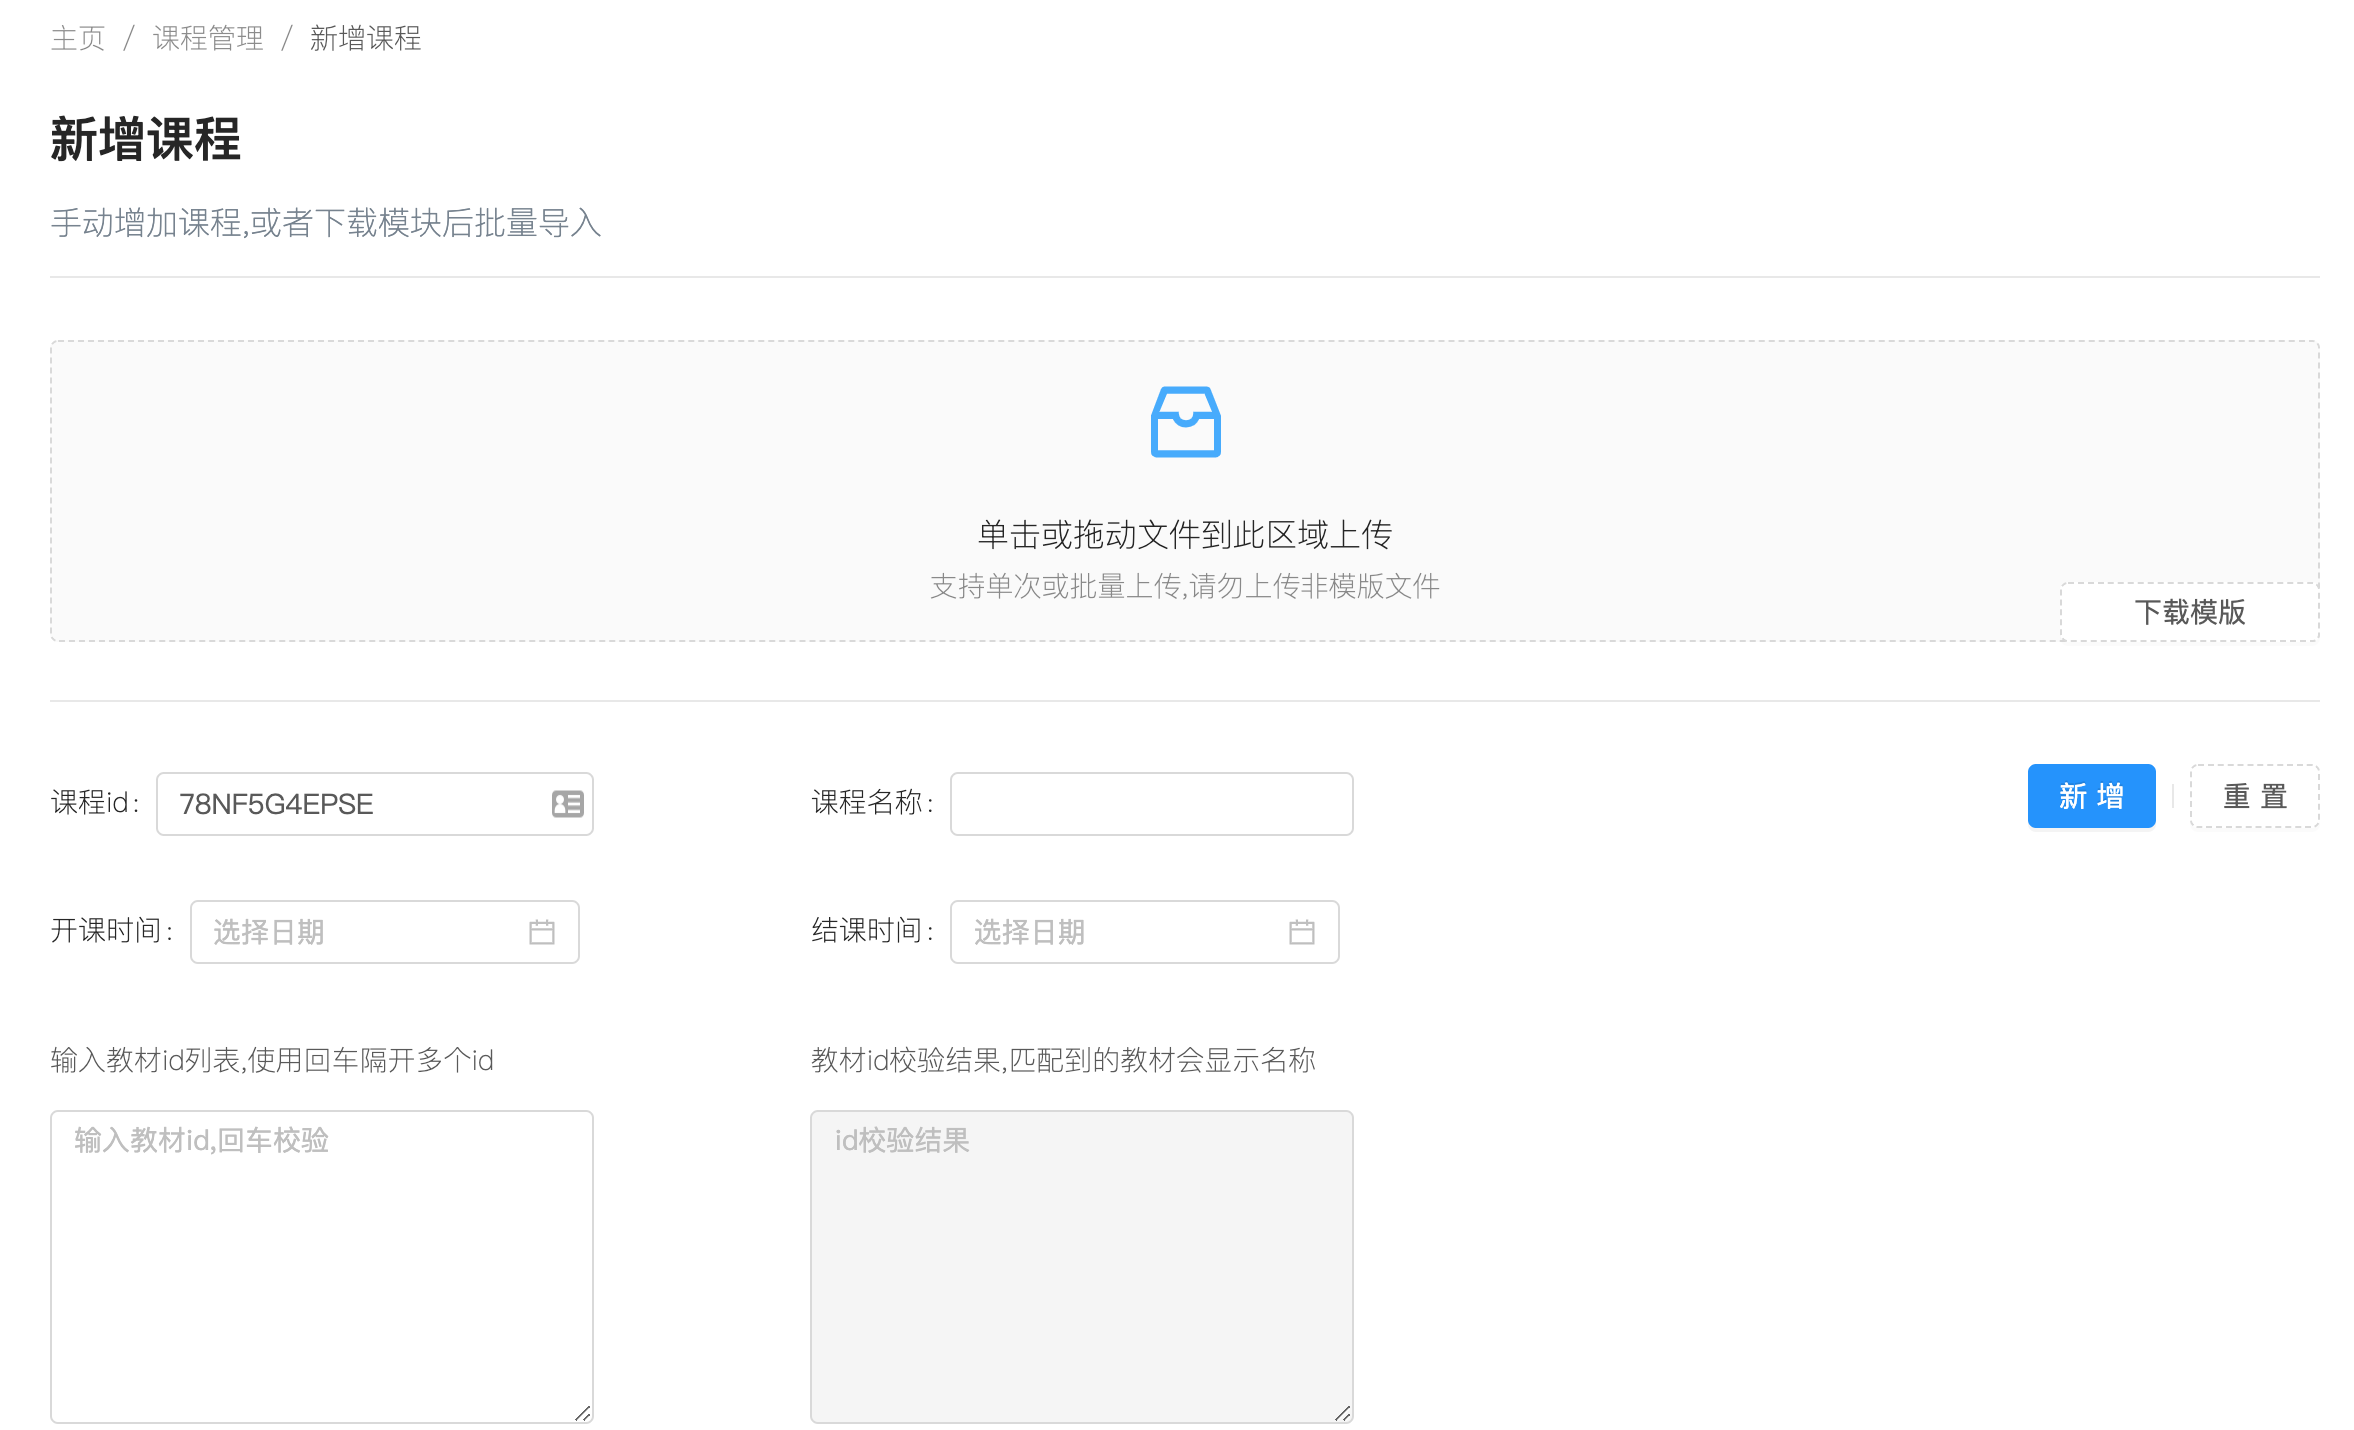 主页 / 课程管理 / 新增课程
新增课程
手动增加课程,或者下载模块后批量导入
单击或拖动文件到此区域上传
支持单次或批量上传,请勿上传非模版文件
下载模版
课程id: 78NF5G4EPSE
课程名称:
新 增
重 置
开课时间: 选择日期
结课时间: 选择日期
输入教材id列表,使用回车隔开多个id
教材id校验结果,匹配到的教材会显示名称
输入教材id,回车校验
id校验结果